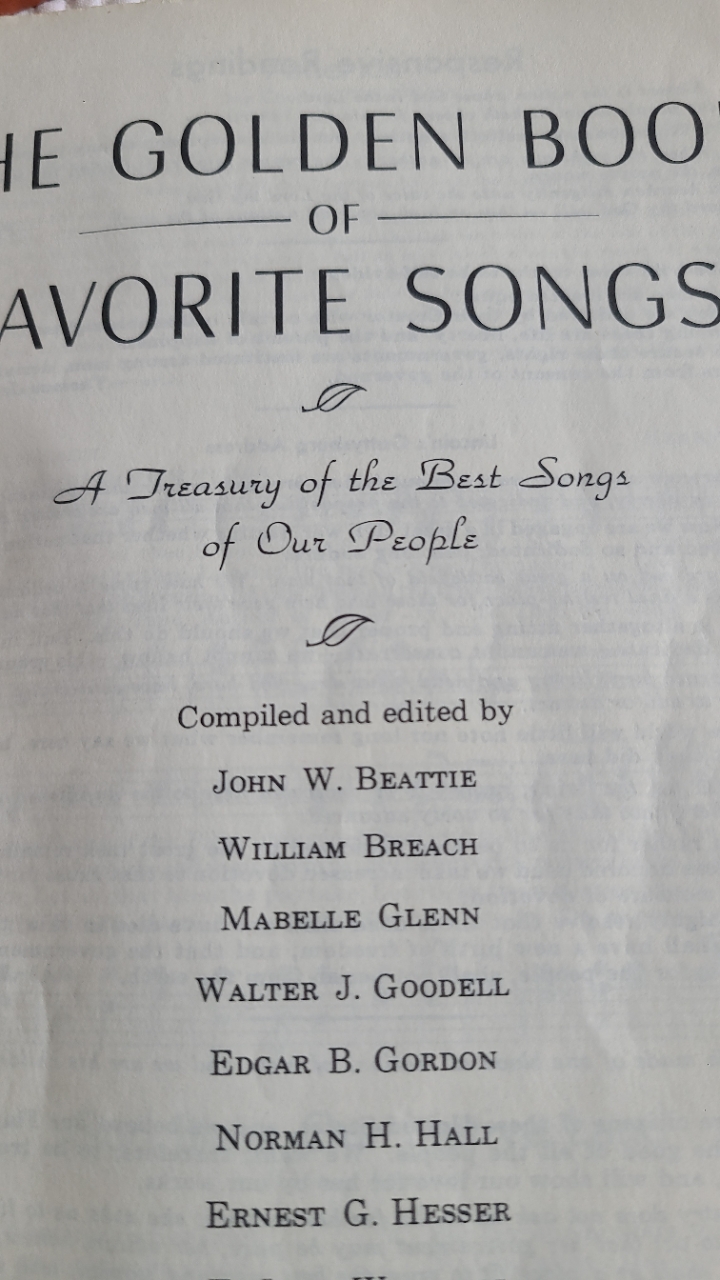 HE GOLDEN BOO
OF
AVORITE SONGS
A Treasury of the Best Songs
of Our People
Compiled and edited by
JOHN W. BEATTIE
WILLIAM BREACH
MABELLE GLENN
WALTER J. GOODELL
EDGAR B. GORDON
NORMAN H. HALL
ERNEST G. HESSER